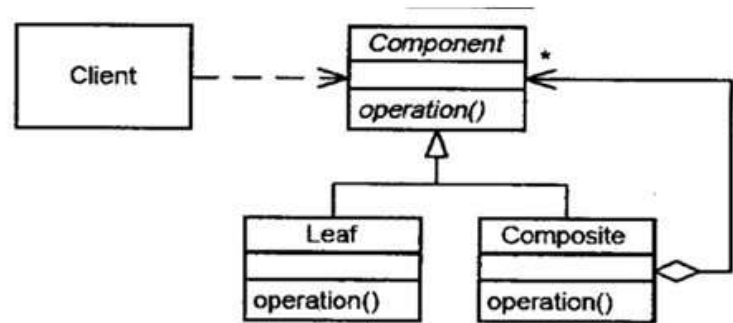 Component
*
Client
operation()
Leaf
Composite
operation()
operation()